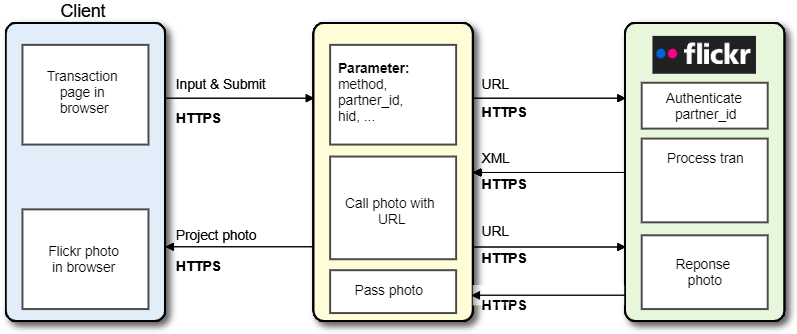 Client
Transaction
page in
browser
Flickr photo
in browser
Input & Submit
HTTPS
Project photo
HTTPS
Parameter:
method,
partner_id,
hid, ...
Call photo with
URL
Pass photo
URL
HTTPS
XML
HTTPS
URL
HTTPS
HTTPS
flickr
Authenticate
partner_id
Process tran
Reponse
photo